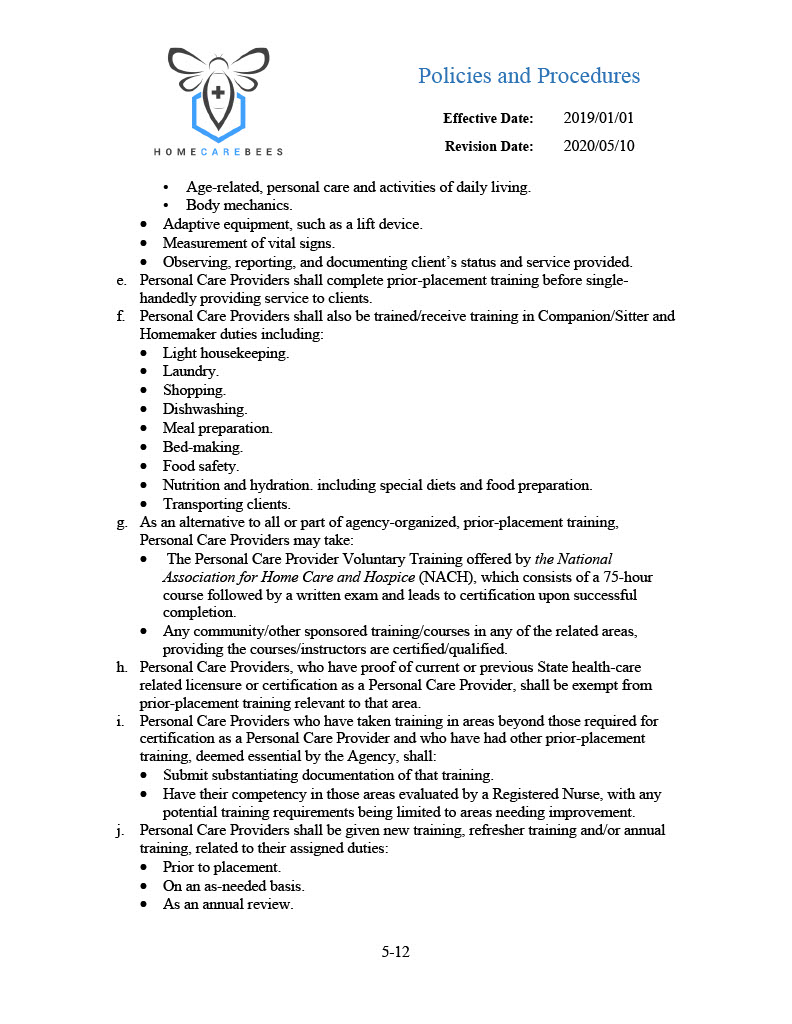 Policies and Procedures
Effective Date: 2019/01/01
Revision Date: 2020/05/10
HOMECAREBEES
• Age-related, personal care and activities of daily living.
• Body mechanics.
• Adaptive equipment, such as a lift device.
• Measurement of vital signs.
• Observing, reporting, and documenting client’s status and service provided.
e. Personal Care Providers shall complete prior-placement training before single-
handedly providing service to clients.
f. Personal Care Providers shall also be trained/receive training in Companion/Sitter and
Homemaker duties including:
• Light housekeeping.
• Laundry.
• Shopping.
• Dishwashing.
• Meal preparation.
• Bed-making.
• Food safety.
• Nutrition and hydration. including special diets and food preparation.
• Transporting clients.
g. As an alternative to all or part of agency-organized, prior-placement training,
Personal Care Providers may take:
• The Personal Care Provider Voluntary Training offered by the National
Association for Home Care and Hospice (NACH), which consists of a 75-hour
course followed by a written exam and leads to certification upon successful
completion.
• Any community/other sponsored training/courses in any of the related areas,
providing the courses/instructors are certified/qualified.
h. Personal Care Providers, who have proof of current or previous State health-care
related licensure or certification as a Personal Care Provider, shall be exempt from
prior-placement training relevant to that area.
i. Personal Care Providers who have taken training in areas beyond those required for
certification as a Personal Care Provider and who have had other prior-placement
training, deemed essential by the Agency, shall:
• Submit substantiating documentation of that training.
• Have their competency in those areas evaluated by a Registered Nurse, with any
potential training requirements being limited to areas needing improvement.
j. Personal Care Providers shall be given new training, refresher training and/or annual
training, related to their assigned duties:
• Prior to placement.
• On an as-needed basis.
• As an annual review.
5-12